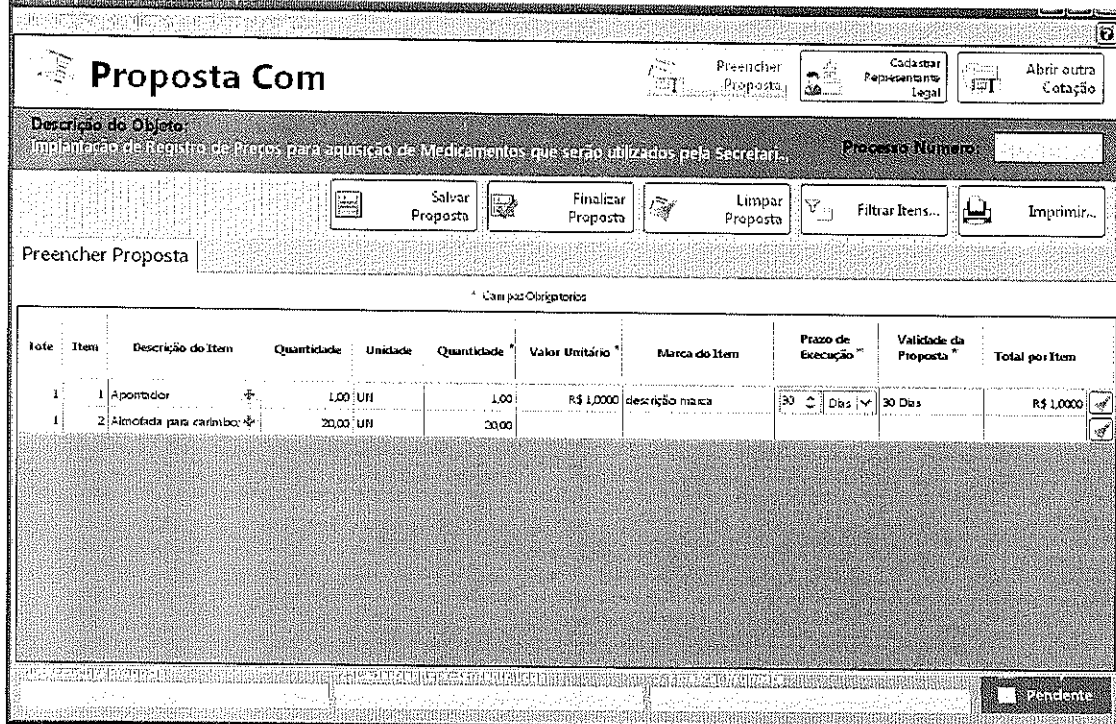 Proposta Com
Preencher Proposta
Cadastrar Representante Legal
Abrir outra Cotação
Descrição do Objeto:
Implantação de Registro de Preços para aquisição de Medicamentos que serão utilizados pela Secretari...
Processo Numero:
Salvar Proposta
Finalizar Proposta
Limpar Proposta
Filtrar Itens...
Imprimir...
Preencher Proposta
* Campos Obrigatorios
Lote Item Descrição do Item Quantidade Unidade Quantidade * Valor Unitário * Marca do Item Prazo de Execução * Validade da Proposta * Total por Item
1 1 Apontador 1,00 UN 1,00 R$ 1,0000 descrição marca 30 Dias 30 Dias R$ 1,0000
1 2 Almofada para carimbo: 20,00 UN 20,00
Pendente